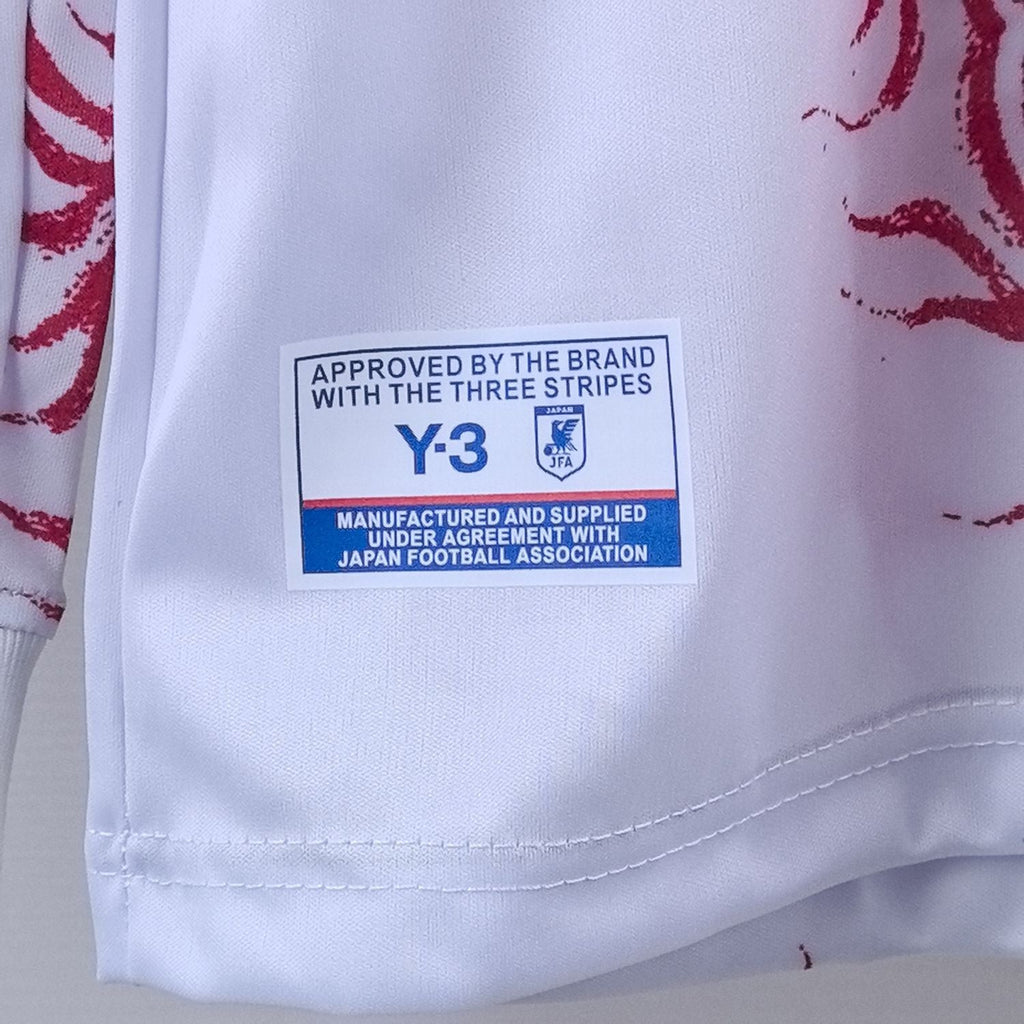 APPROVED BY THE BRAND
WITH THE THREE STRIPES
Y-3
JAPAN
JFA
MANUFACTURED AND SUPPLIED
UNDER AGREEMENT WITH
JAPAN FOOTBALL ASSOCIATION